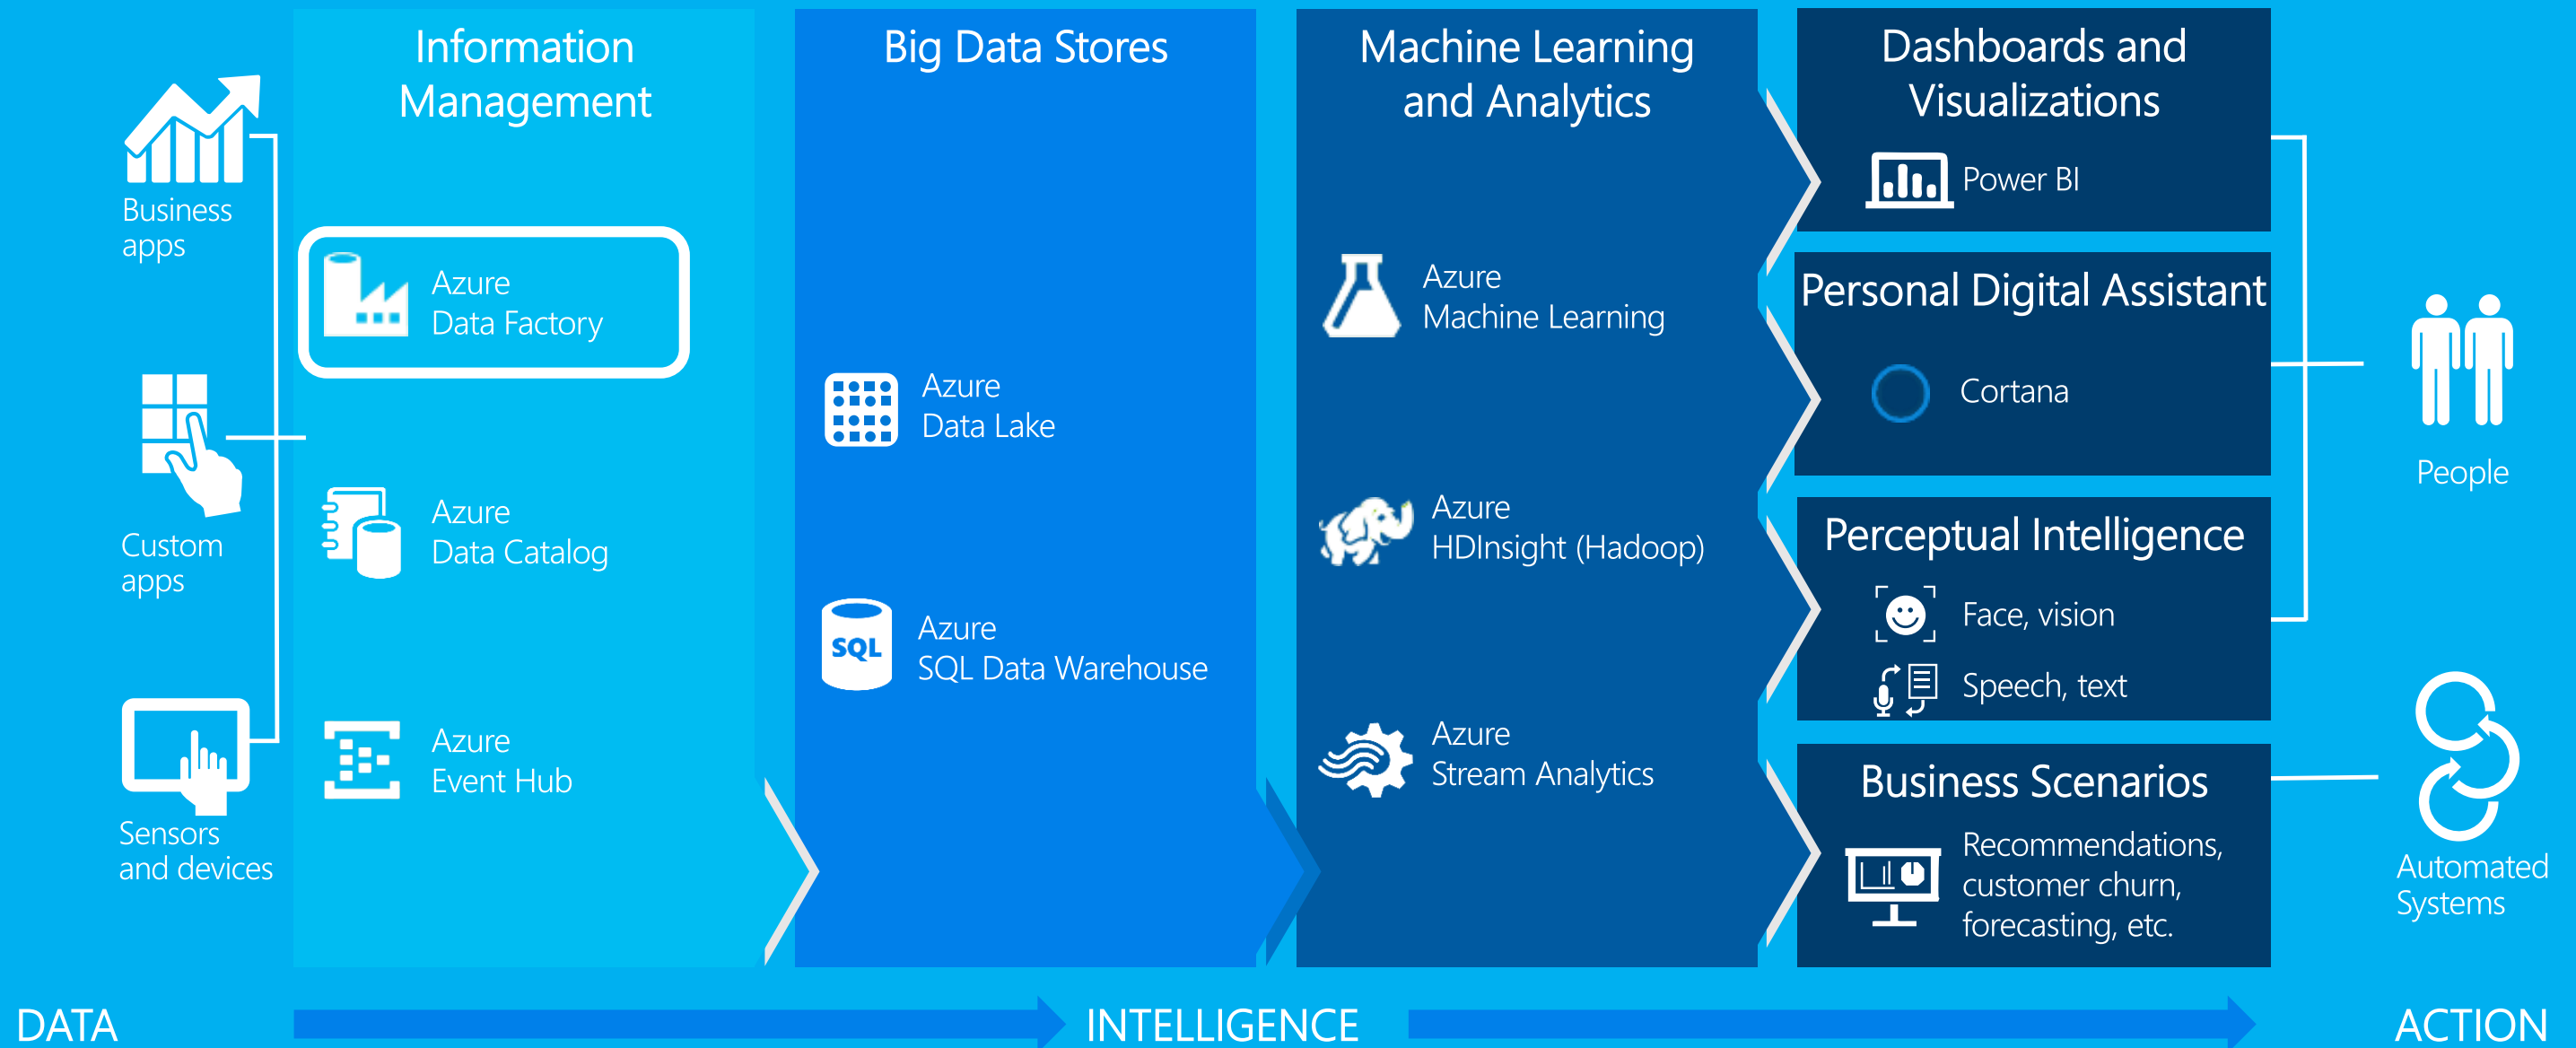 Business
apps
Custom
apps
Sensors
and devices
Information
Management
Azure
Data Factory
Azure
Data Catalog
Azure
Event Hub
Big Data Stores
Azure
Data Lake
SQL
Azure
SQL Data Warehouse
Machine Learning
and Analytics
Azure
Machine Learning
Azure
HDInsight (Hadoop)
Azure
Stream Analytics
Dashboards and
Visualizations
Power BI
Personal Digital Assistant
Cortana
Perceptual Intelligence
Face, vision
Speech, text
Business Scenarios
Recommendations,
customer churn,
forecasting, etc.
People
Automated
Systems
DATA
INTELLIGENCE
ACTION